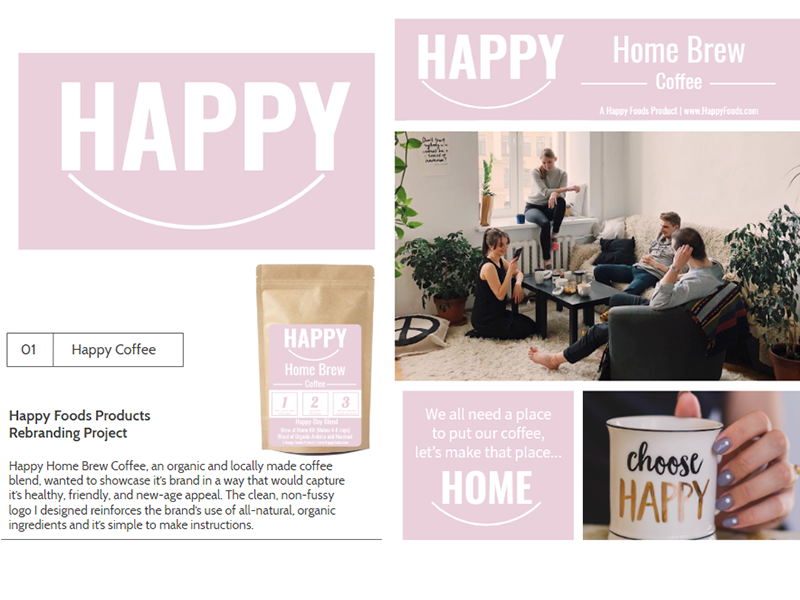 HAPPY
01 Happy Coffee
HAPPY
Home Brew
Coffee
1 2 3
Happy-Day Blend
Happy Foods Products
Rebranding Project
Happy Home Brew Coffee, an organic and locally made coffee
blend, wanted to showcase it's brand in a way that would capture
it's healthy, friendly, and new-age appeal. The clean, non-fussy
logo I designed reinforces the brand's use of all-natural, organic
ingredients and it's simple to make instructions.
HAPPY
Home Brew
Coffee
A Happy Foods Product | www.HappyFoods.com
We all need a place
to put our coffee,
let's make that place...
HOME
choose
HAPPY